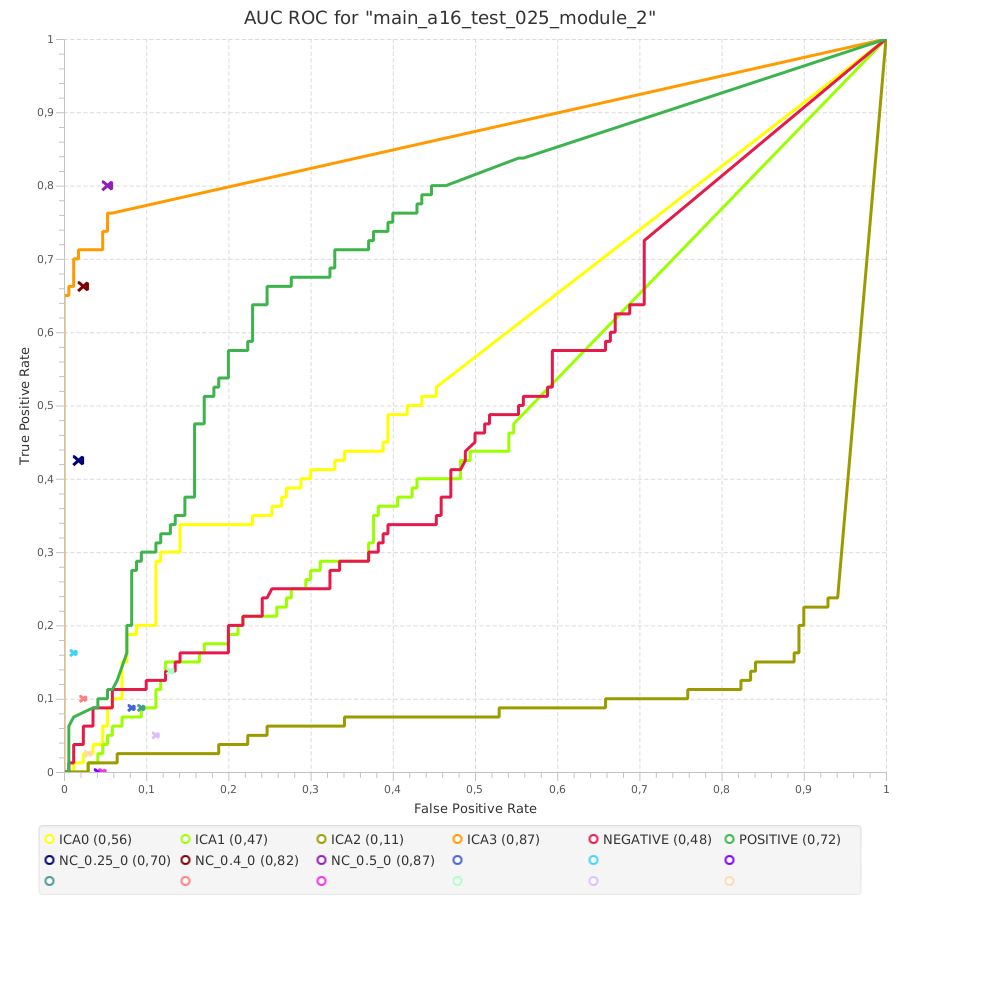 AUC ROC for "main_a16_test_025_module_2"
1
0,9
0,8
0,7
0,6
0,5
0,4
0,3
0,2
0,1
0
True Positive Rate
0 0,1 0,2 0,3 0,4 0,5 0,6 0,7 0,8 0,9 1
False Positive Rate
ICA0 (0,56) ICA1 (0,47) ICA2 (0,11) ICA3 (0,87) NEGATIVE (0,48) POSITIVE (0,72)
NC_0.25_0 (0,70) NC_0.4_0 (0,82) NC_0.5_0 (0,87)